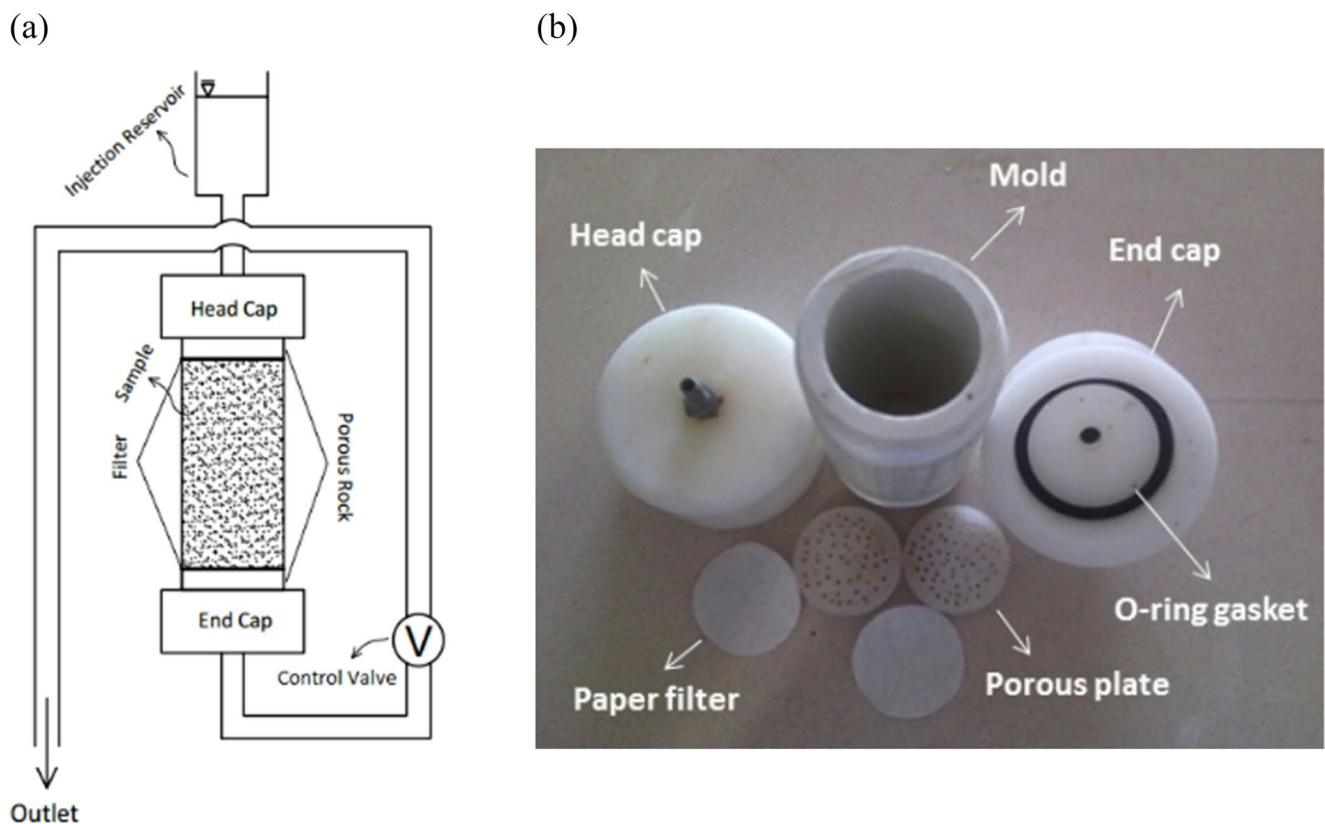 (a)
Injection Reservoir
Head Cap
Sample
Filter
Porous Rock
End Cap
V
Control Valve
Outlet
(b)
Mold
Head cap
End cap
O-ring gasket
Porous plate
Paper filter